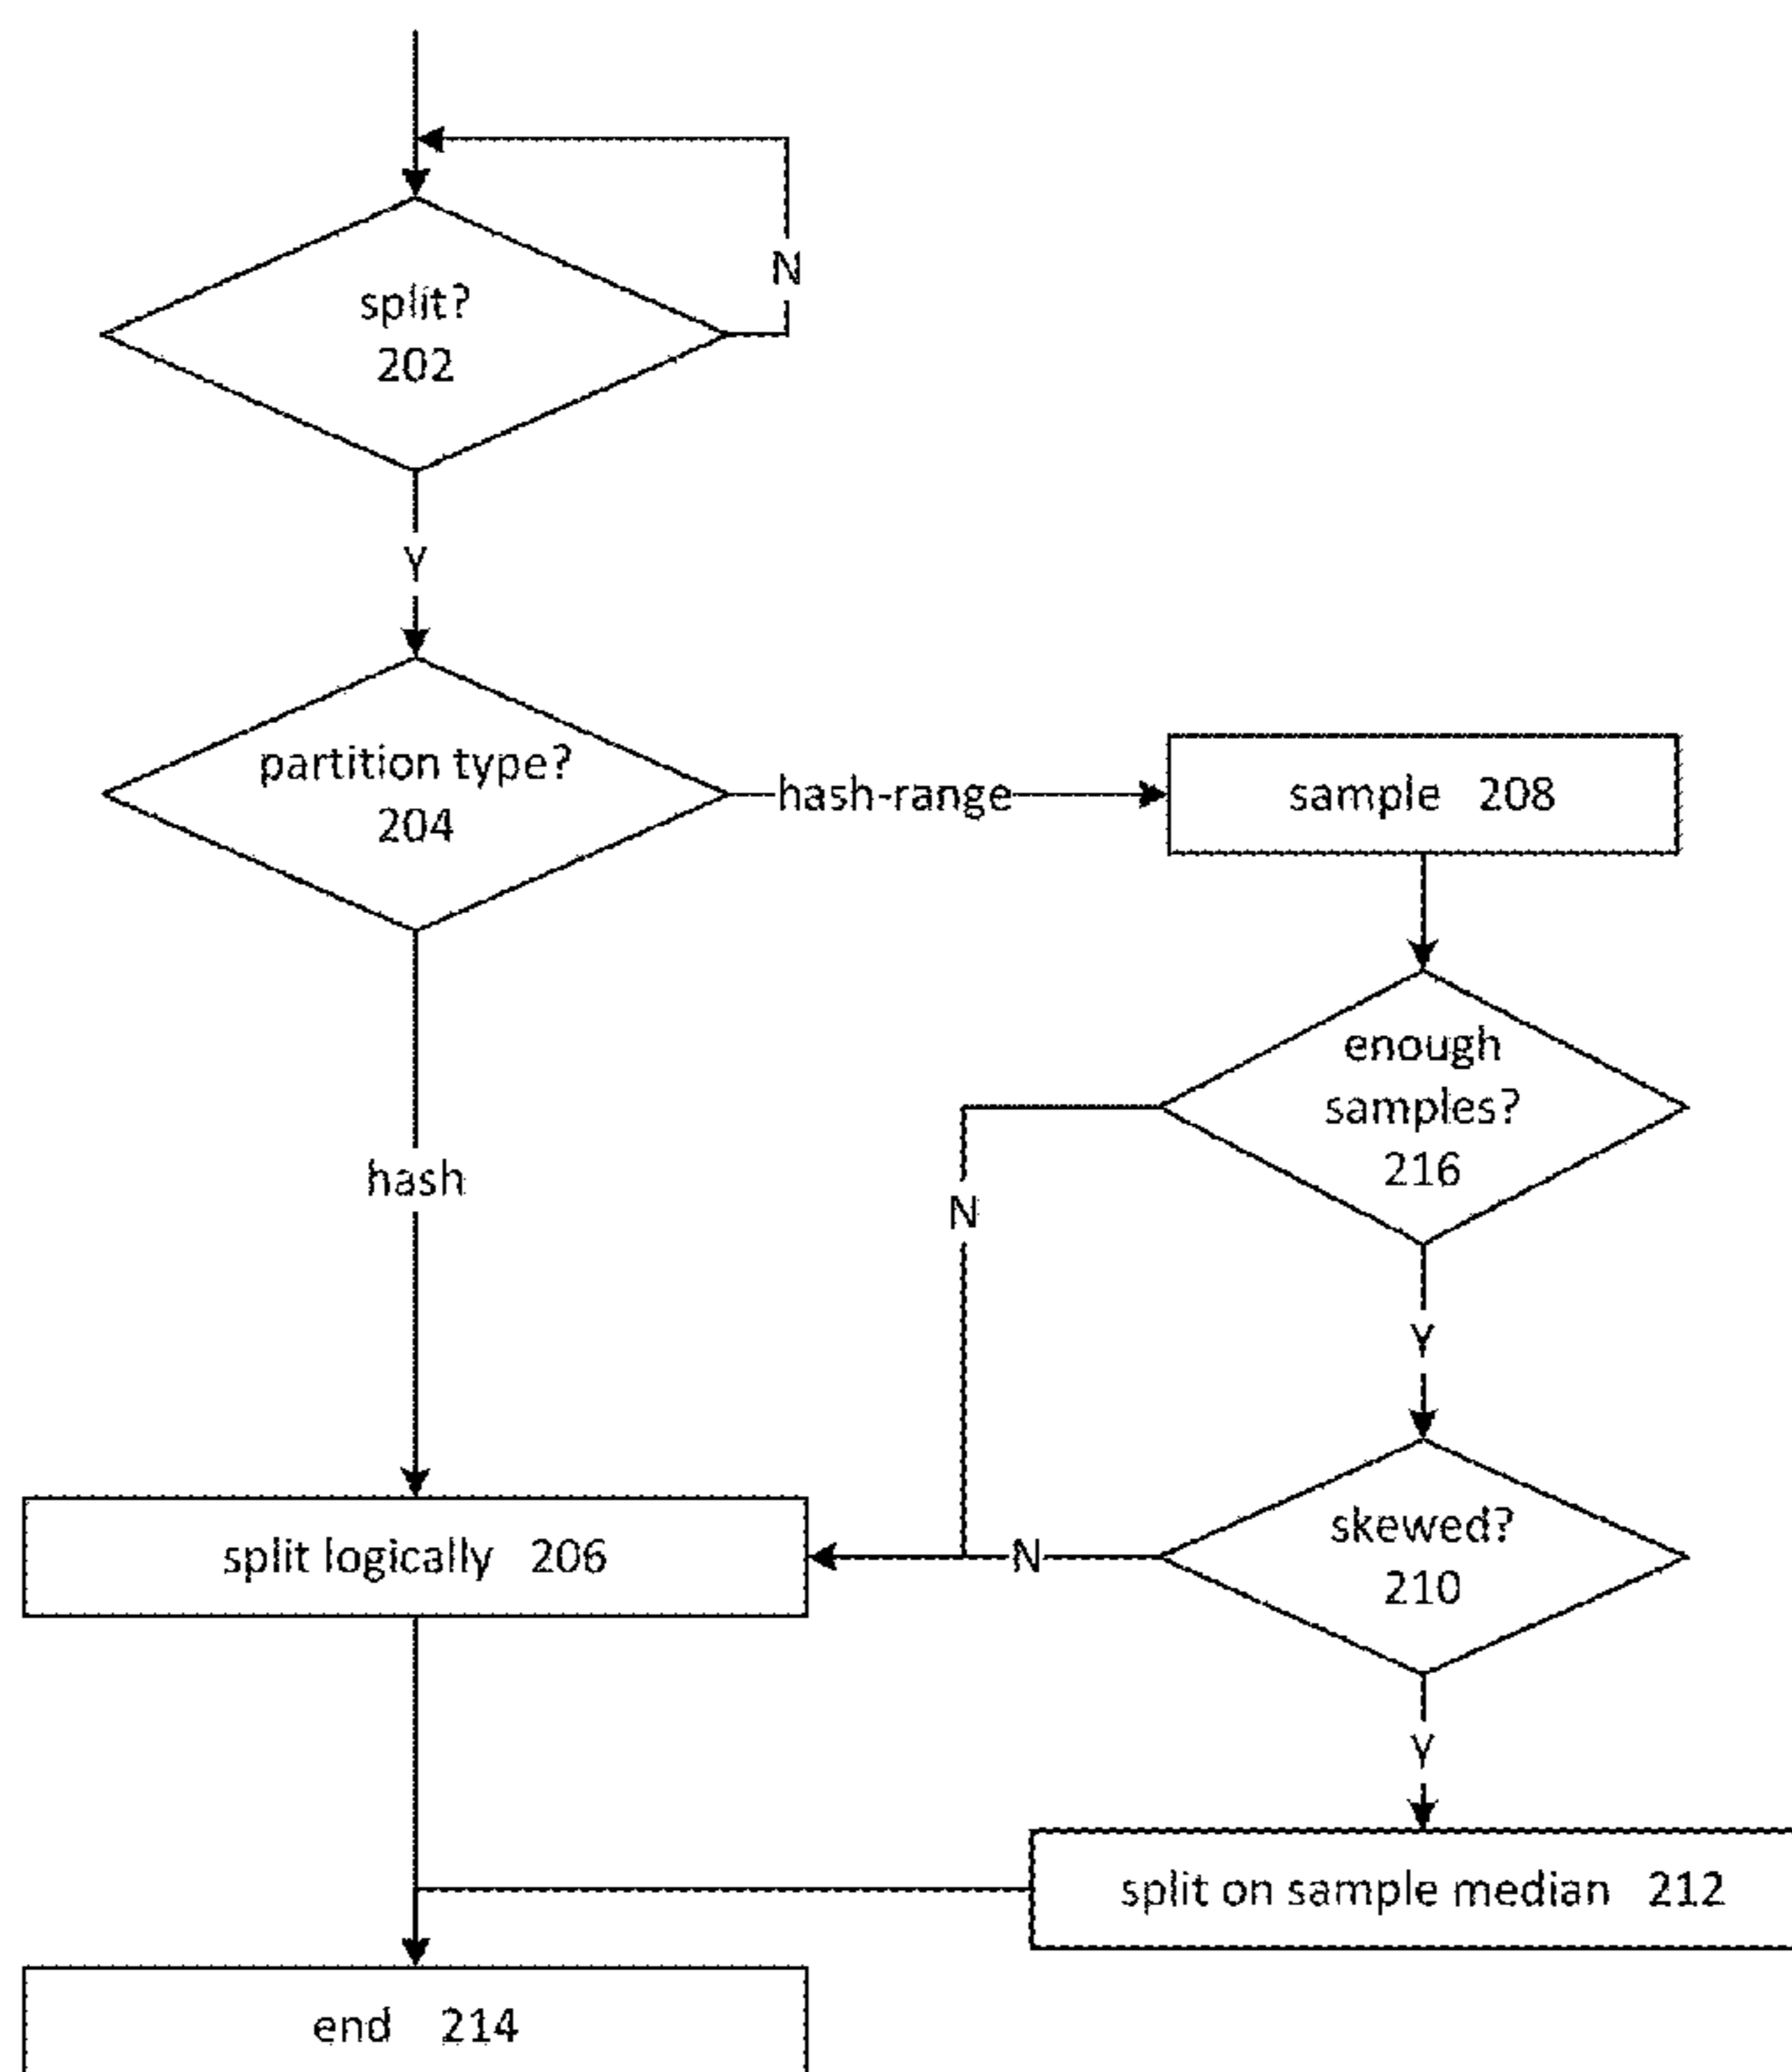 N
split?
202
Y
partition type?
204
hash-range
sample 208
enough
samples?
216
hash
N
Y
skewed?
210
split logically 206
N
Y
split on sample median 212
end 214